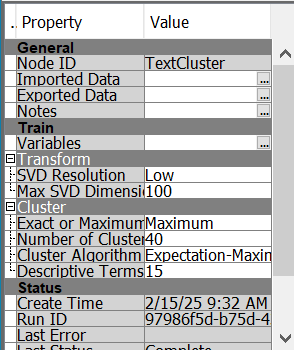 .. Property Value
General
Node ID TextCluster
Imported Data ...
Exported Data ...
Notes ...
Train
Variables ...
Transform
SVD Resolution Low
Max SVD Dimensi 100
Cluster
Exact or Maximum Maximum
Number of Cluster 40
Cluster Algorithm Expectation-Maxin
Descriptive Terms 15
Status
Create Time 2/15/25 9:32 AM
Run ID 97986f5d-b75d-4
Last Error
Last Status Complete